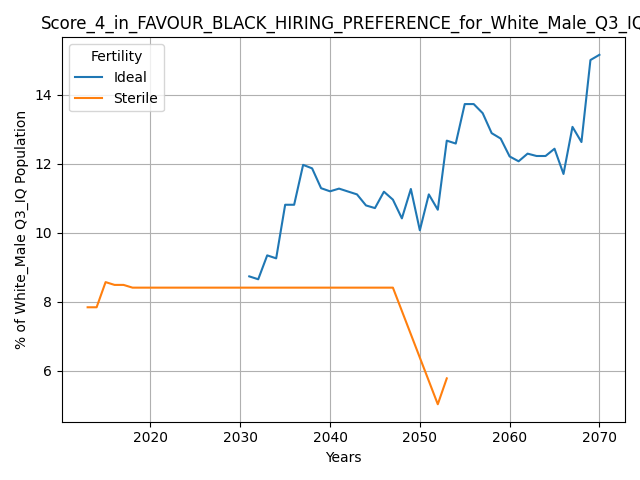 Score_4_in_FAVOUR_BLACK_HIRING_PREFERENCE_for_White_Male_Q3_IQ
Fertility
Ideal
Sterile
% of White_Male Q3_IQ Population
14
12
10
8
6
2020 2030 2040 2050 2060 2070
Years